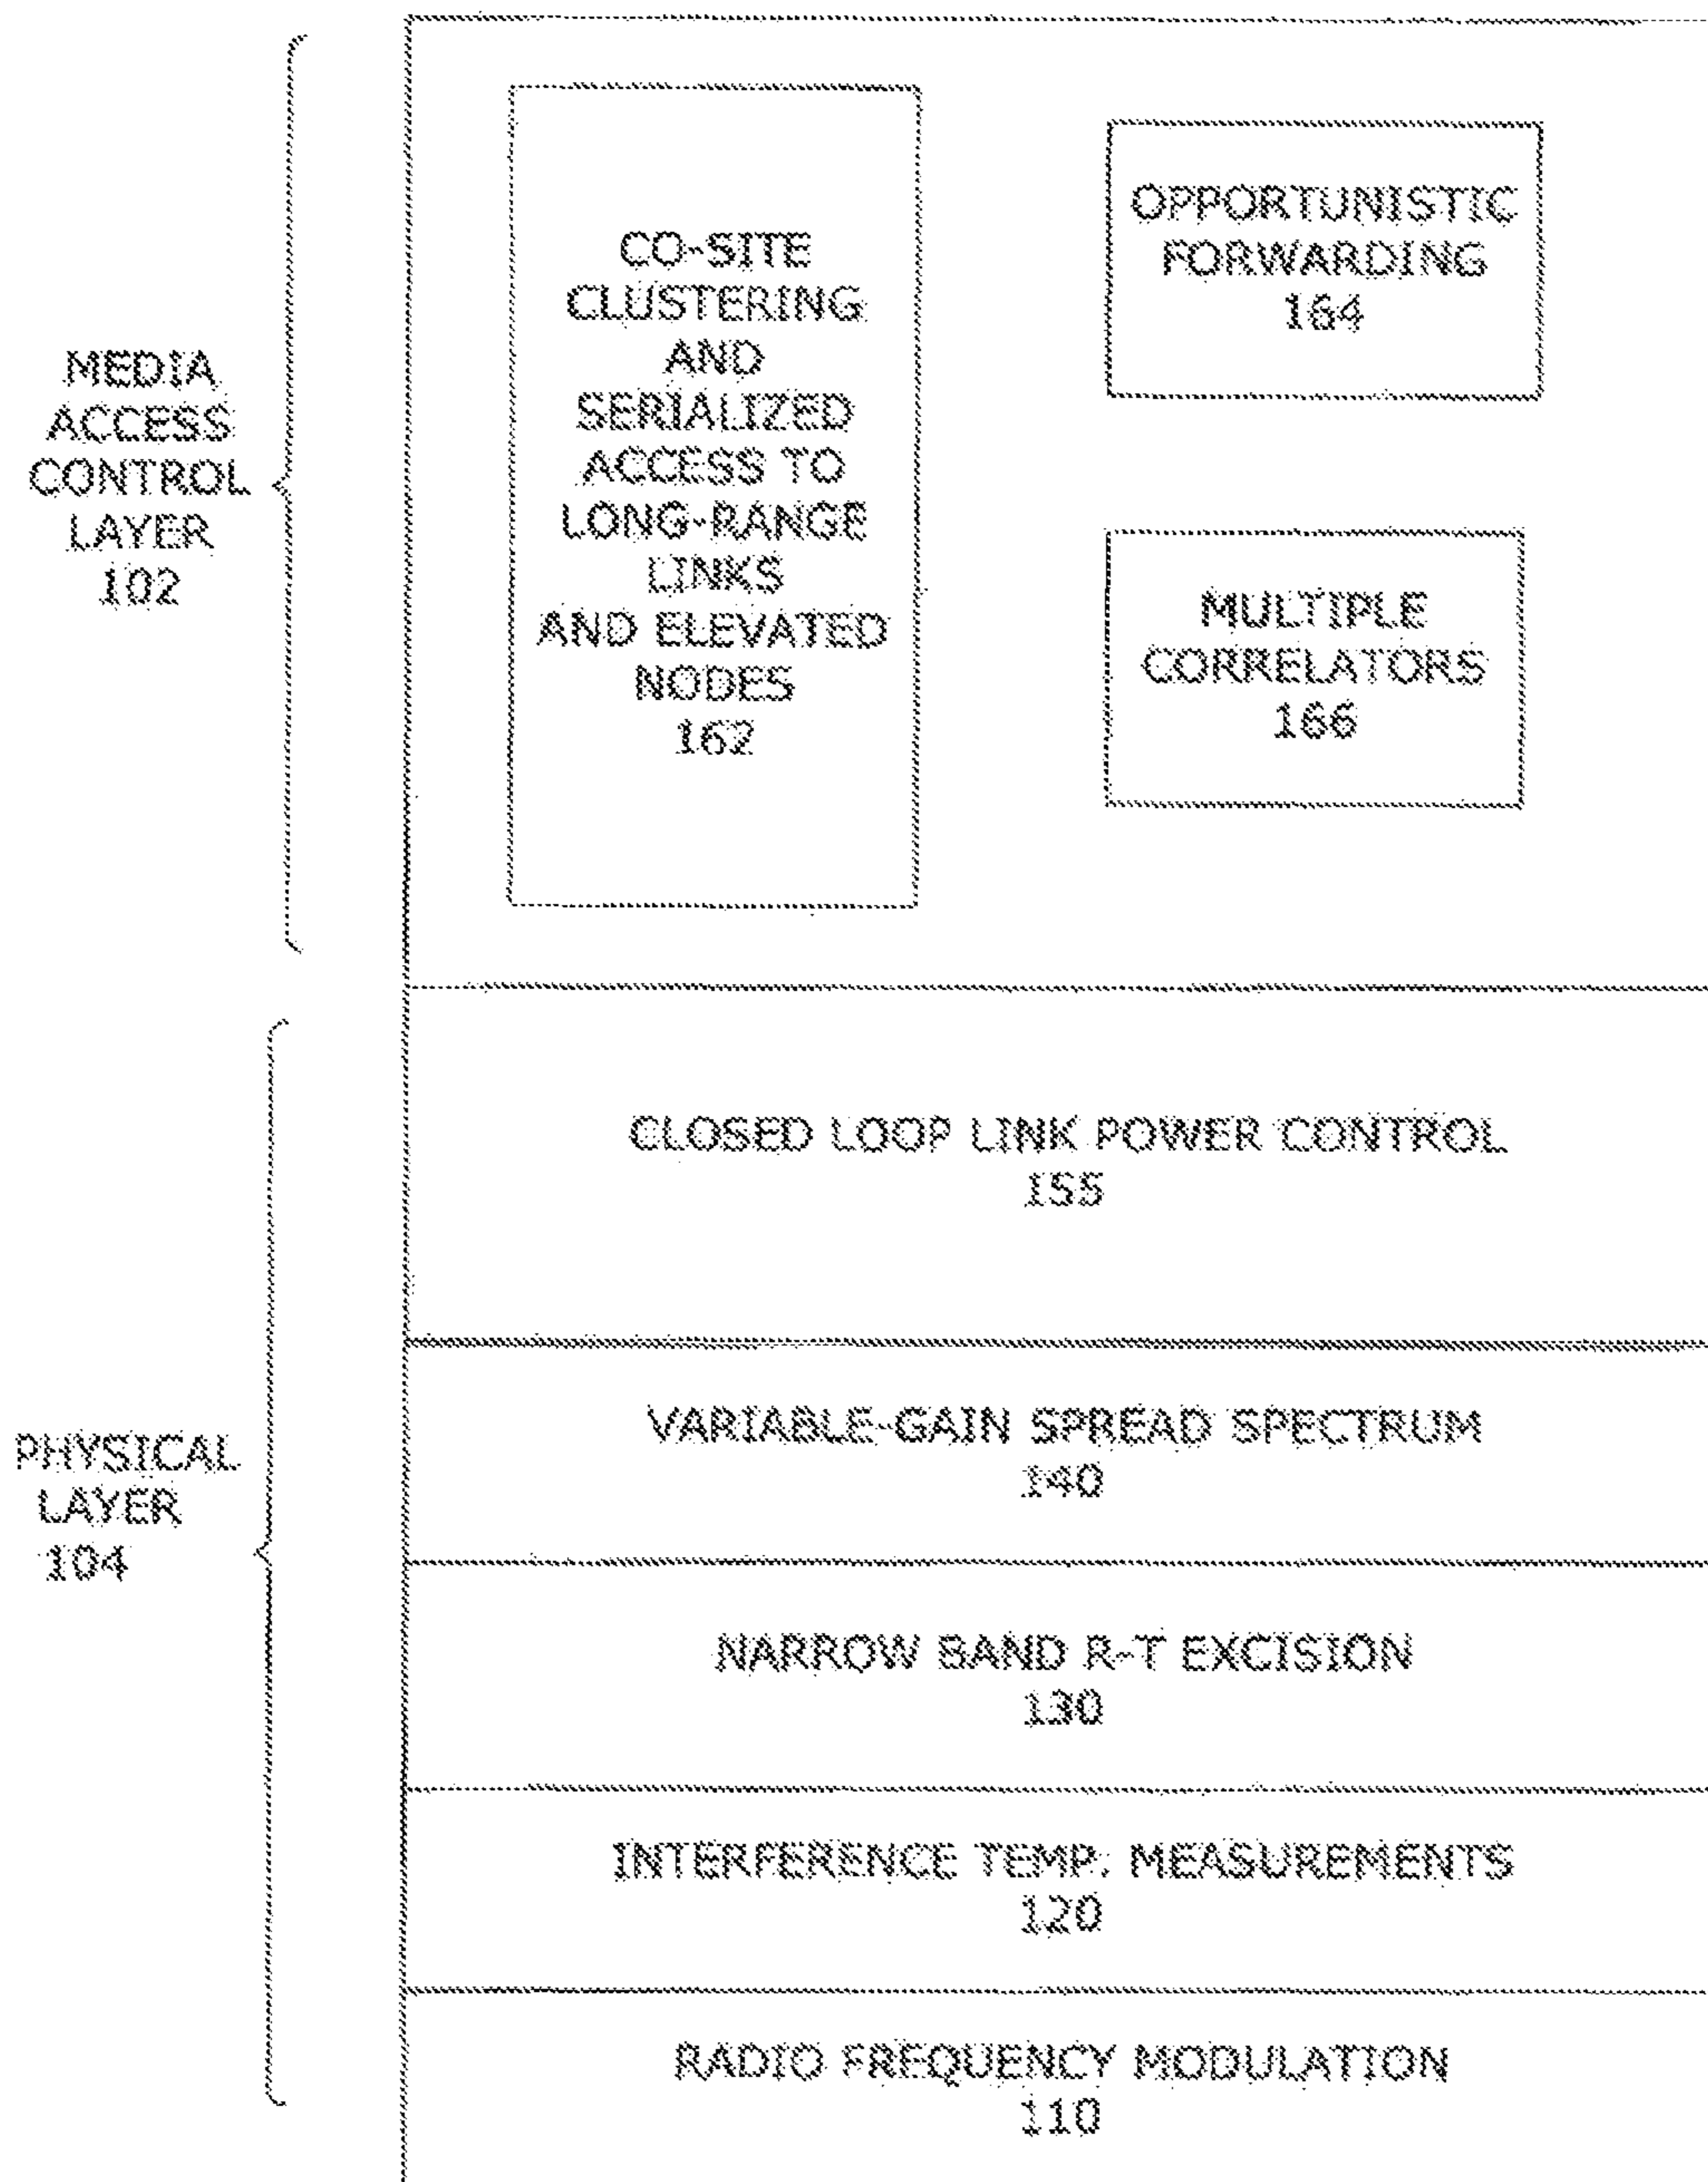 MEDIA
ACCESS
CONTROL
LAYER
102
CO-SITE
CLUSTERING
AND
SERIALIZED
ACCESS TO
LONG-RANGE
LINKS
AND ELEVATED
NODES
162
OPPORTUNISTIC
FORWARDING
164
MULTIPLE
CORRELATORS
166
PHYSICAL
LAYER
104
CLOSED LOOP LINK POWER CONTROL
155
VARIABLE-GAIN SPREAD SPECTRUM
140
NARROW BAND R-T EXCISION
130
INTERFERENCE TEMP. MEASUREMENTS
120
RADIO FREQUENCY MODULATION
110